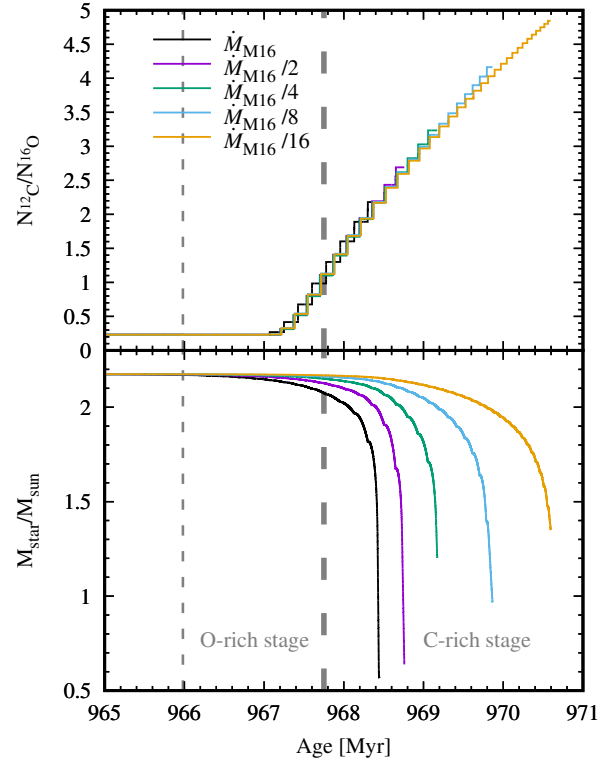 5
4.5
4
3.5
3
2.5
2
1.5
1
0.5
0
N12C/N16O
ṀM16
ṀM16 /2
ṀM16 /4
ṀM16 /8
ṀM16 /16
2
1.5
1
0.5
Mstar/Msun
O-rich stage C-rich stage
965 966 967 968 969 970 971
Age [Myr]